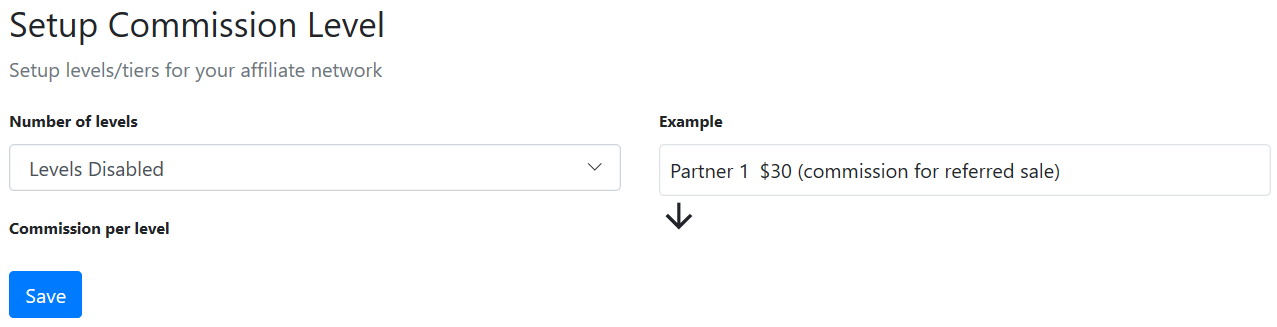 Setup Commission Level
Setup levels/tiers for your affiliate network
Number of levels
Levels Disabled
Commission per level
Save
Example
Partner 1 $30 (commission for referred sale)